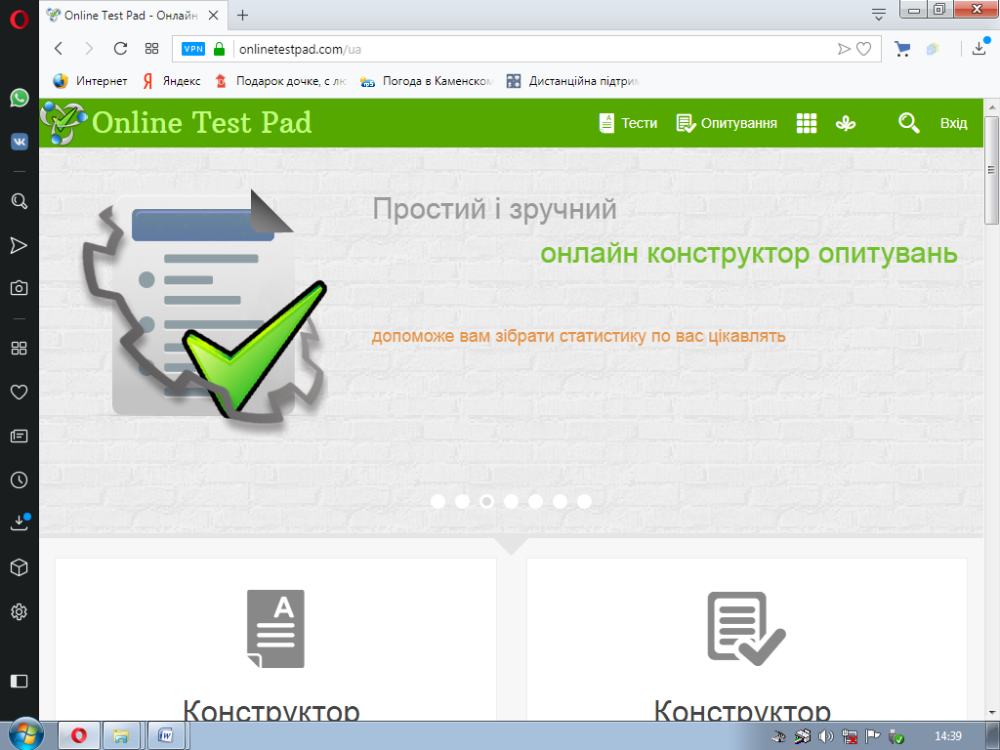 Online Test Pad - Онлайн
VPN
onlinetestpad.com/ua
Интернет
Яндекс
Подарок дочке, с лю
Погода в Каменском
Дистанційна підтрим
Online Test Pad
Тести
Опитування
Вхід
Простий і зручний
онлайн конструктор опитувань
допоможе вам зібрати статистику по вас цікавлять
A
Конструктор
Конструктор
14:39